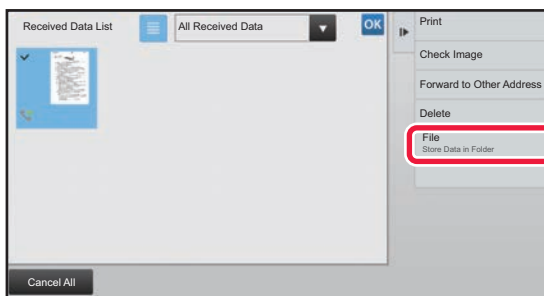 Received Data List
All Received Data
OK
Print
Check Image
Forward to Other Address
Delete
File
Store Data in Folder
Cancel All